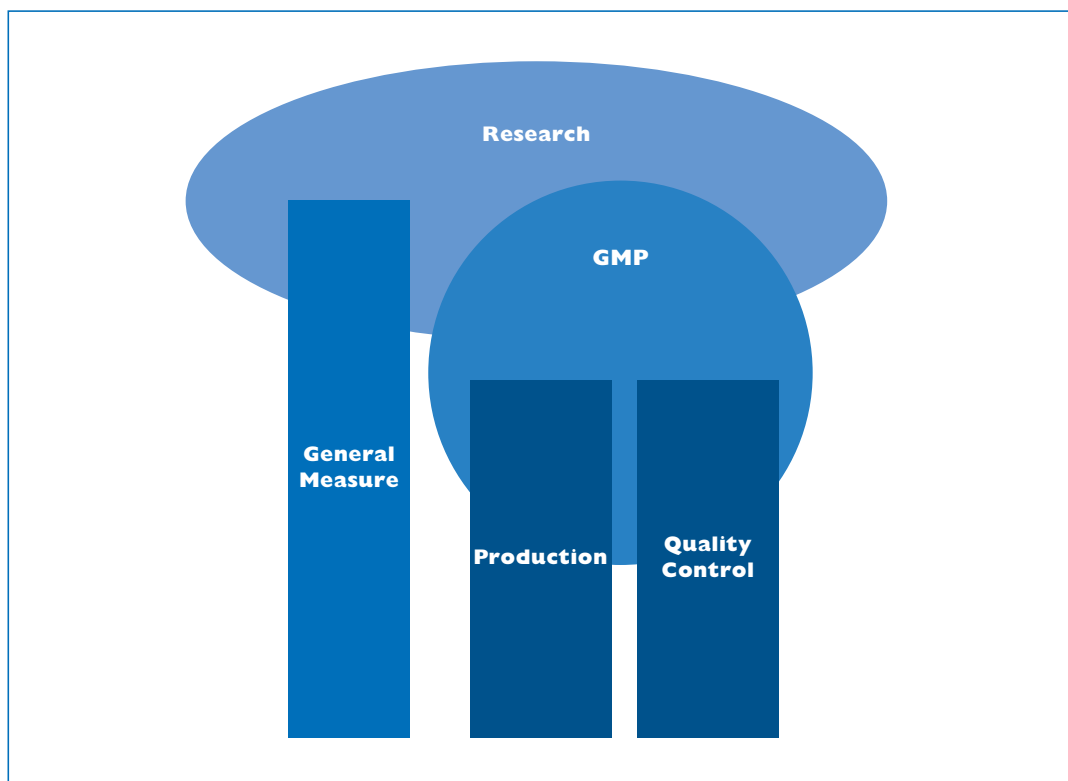 Research
GMP
General
Measure
Production
Quality
Control